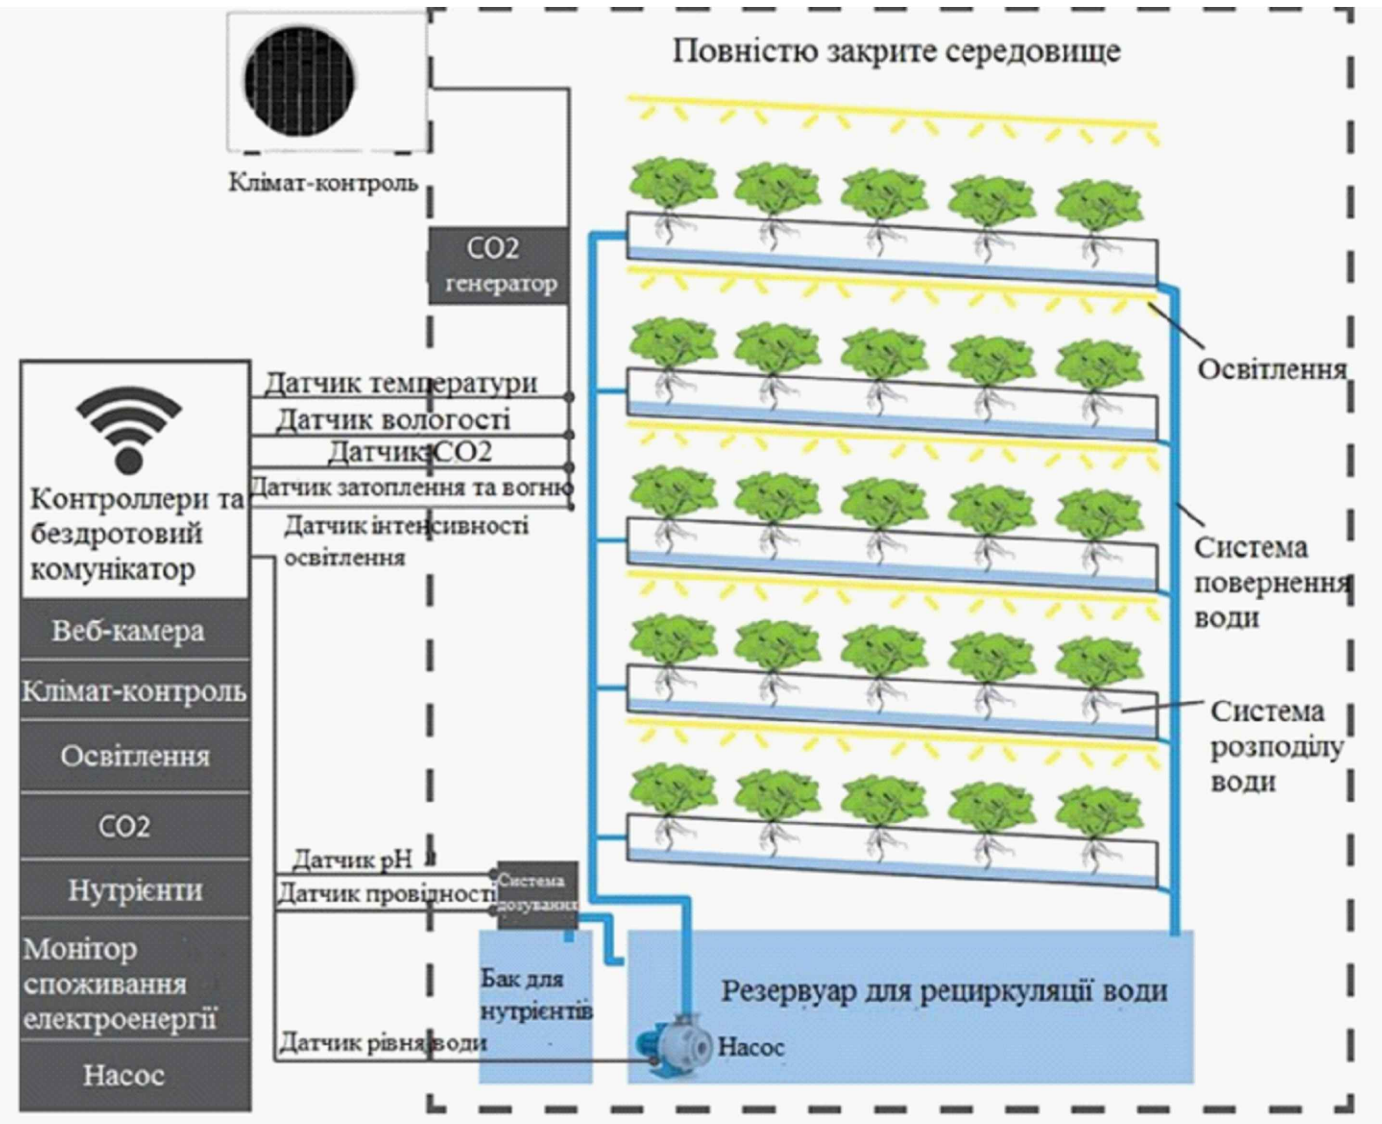 Повністю закрите середовище
Клімат-контроль
CO2
генератор
Датчик температури
Датчик вологості
Датчик CO2
Датчик затоплення та вогню
Датчик інтенсивності
освітлення
Контроллери та
бездротовий
комунікатор
Веб-камера
Клімат-контроль
Освітлення
CO2
Нутрієнти
Монітор
споживання
електроенергії
Насос
Освітлення
Система
повернення
води
Система
розподілу
води
Датчик pH
Датчик провідності
Система
дозування
Бак для
нутрієнтів
Резервуар для рециркуляції води
Датчик рівня води
Насос